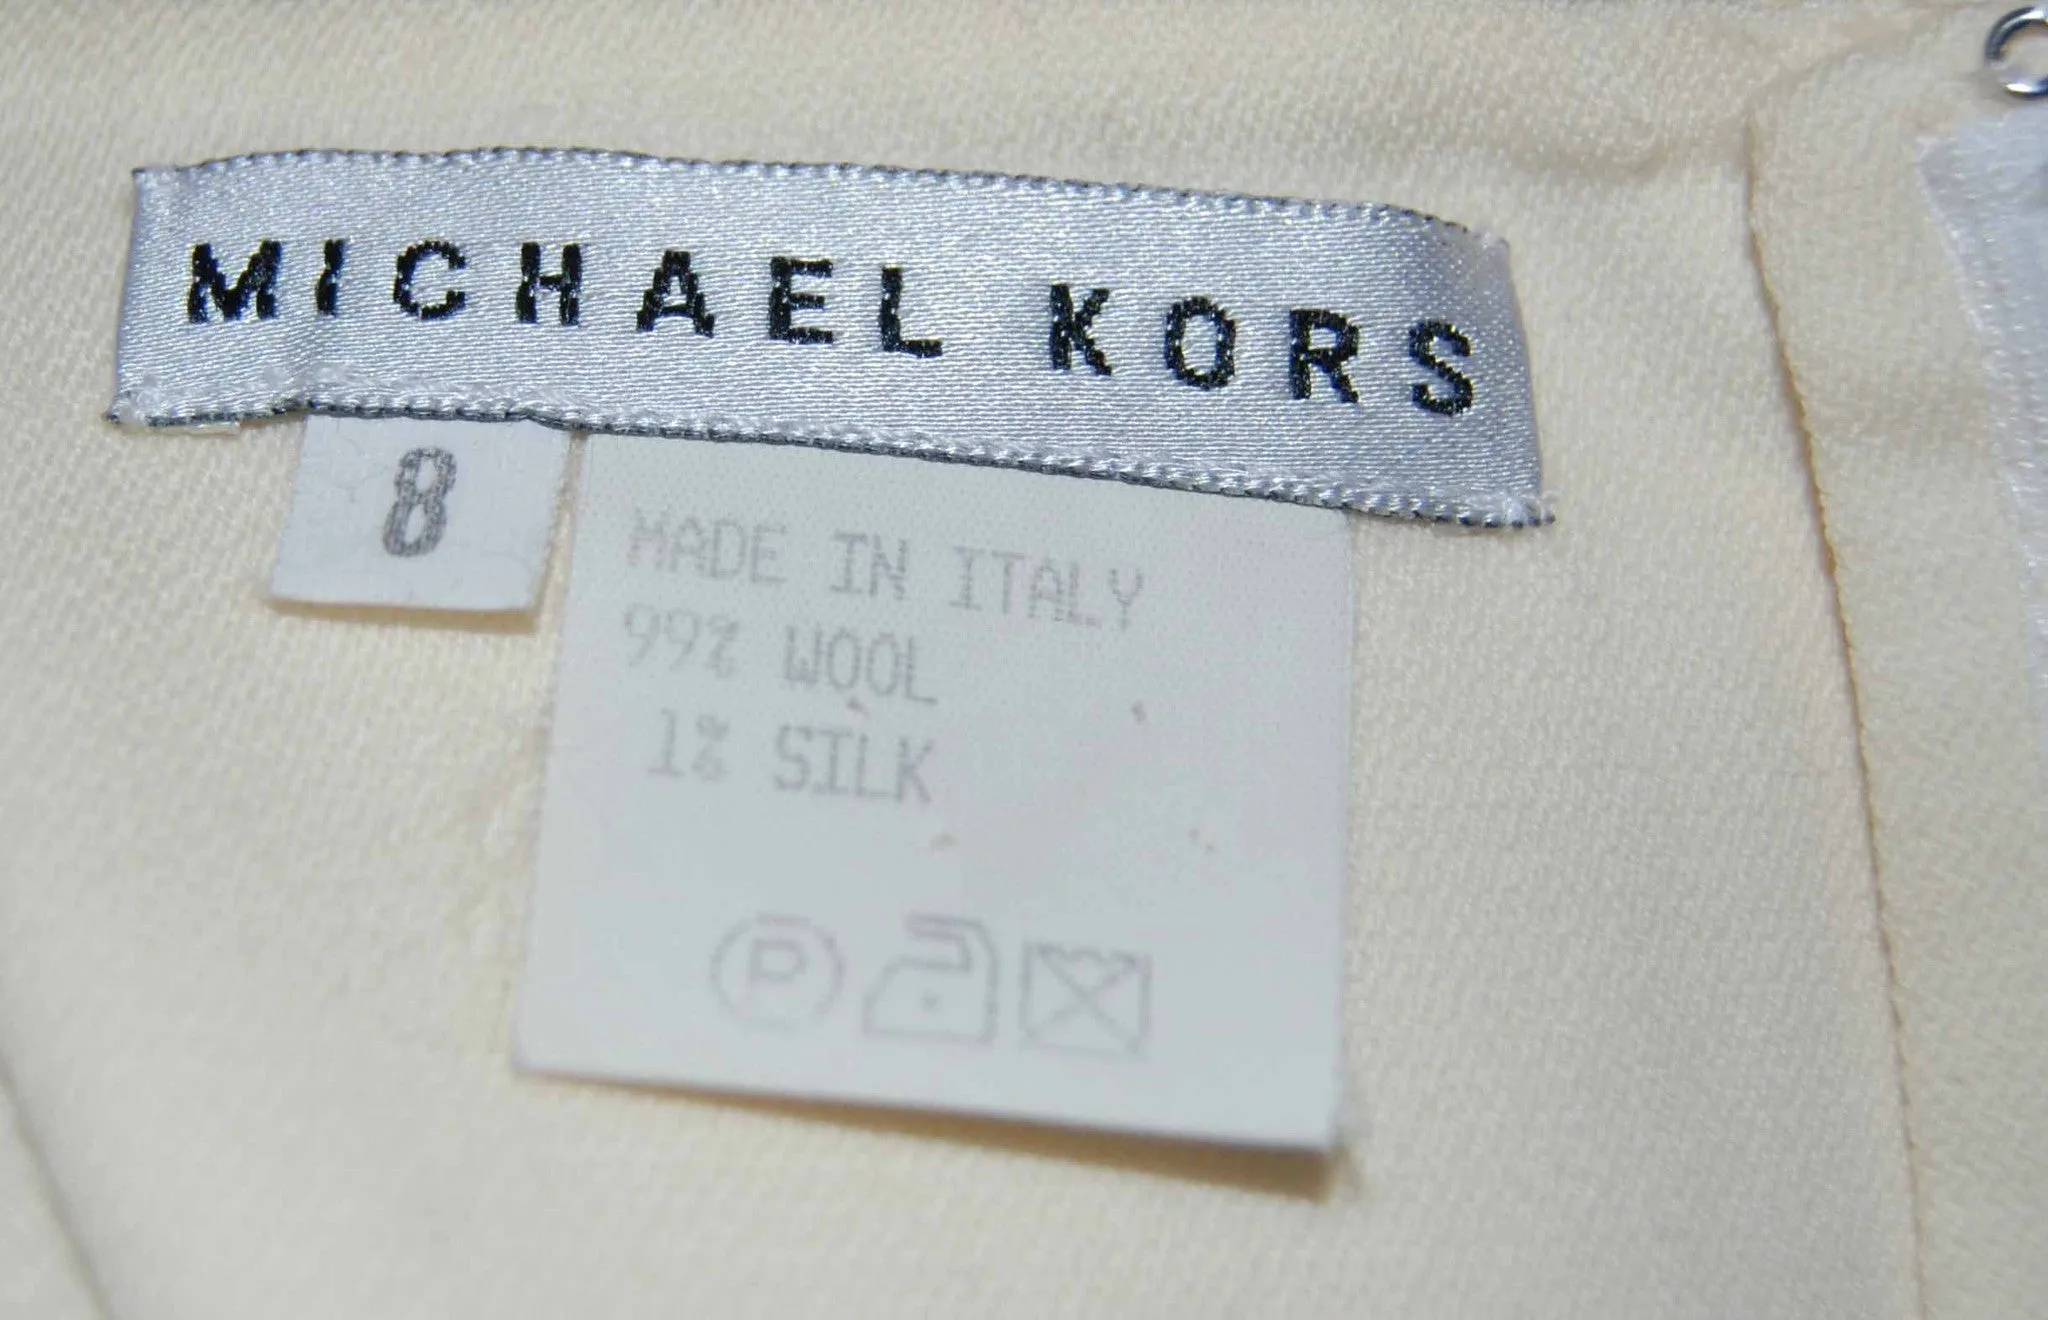 MICHAEL KORS
8
MADE IN ITALY
99% WOOL
1% SILK
P